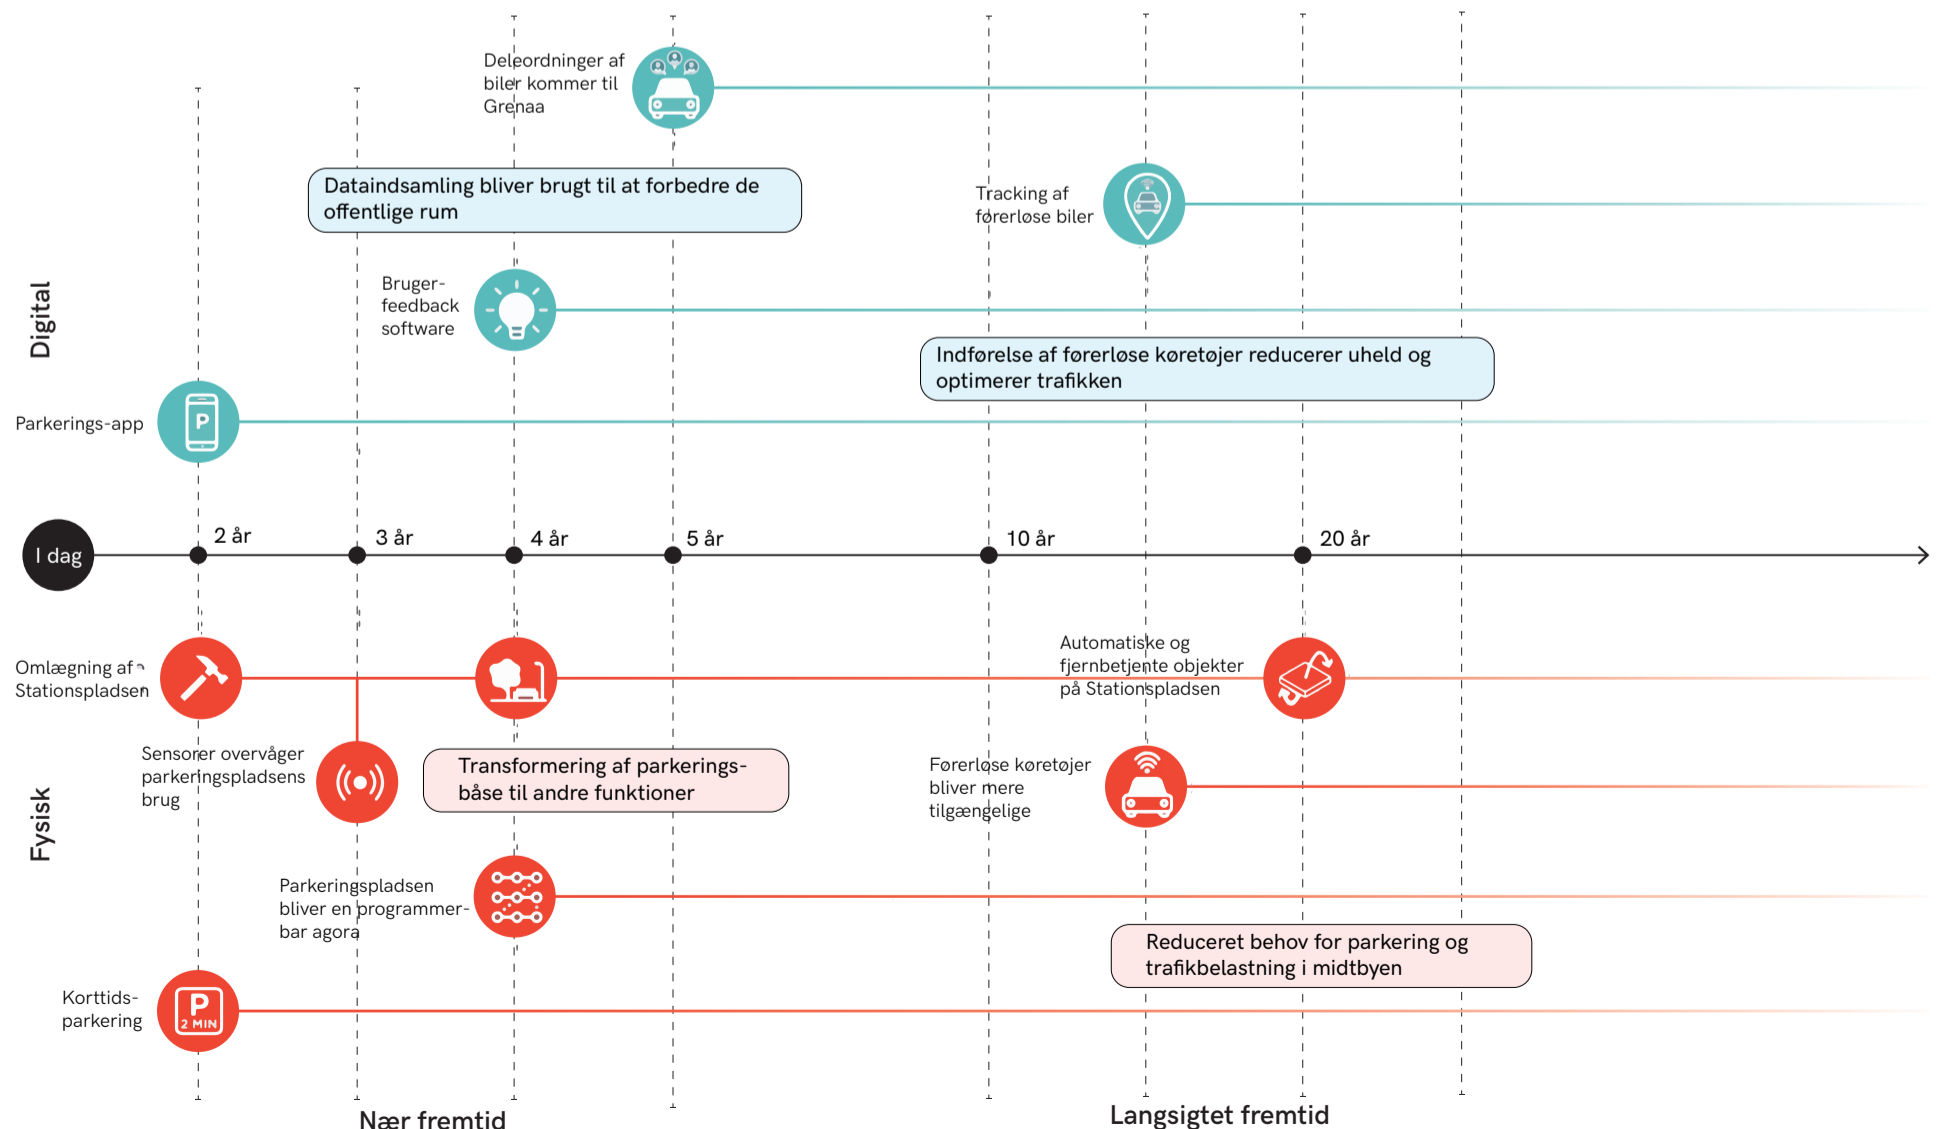 Deleordninger af
biler kommer til
Grenaa
Dataindsamling bliver brugt til at forbedre de
offentlige rum
Tracking af
førerløse biler
Bruger-
feedback
software
Digital
Indførelse af førerløse køretøjer reducerer uheld og
optimerer trafikken
Parkerings-app
P
I dag
2 år
3 år
4 år
5 år
10 år
20 år
Omlægning af
Stationspladsen
Automatiske og
fjernbetjente objekter
på Stationspladsen
Sensorer overvåger
parkeringspladsens
brug
Transformering af parkerings-
båse til andre funktioner
Førerløse køretøjer
bliver mere
tilgængelige
Fysisk
Parkeringspladsen
bliver en programmer-
bar agora
Reduceret behov for parkering og
trafikbelastning i midtbyen
Korttids-
parkering
P
2 MIN
Nær fremtid
Langsigtet fremtid